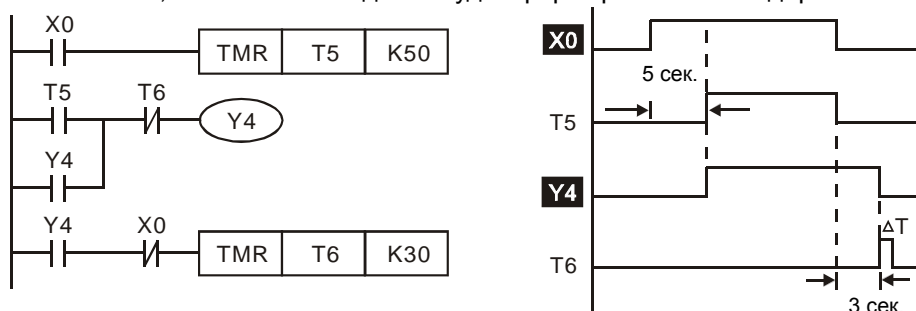 X0
TMR T5 K50
T5 T6
Y4
Y4
Y4 X0
TMR T6 K30
X0
5 сек.
T5
Y4
ΔT
T6
3 сек